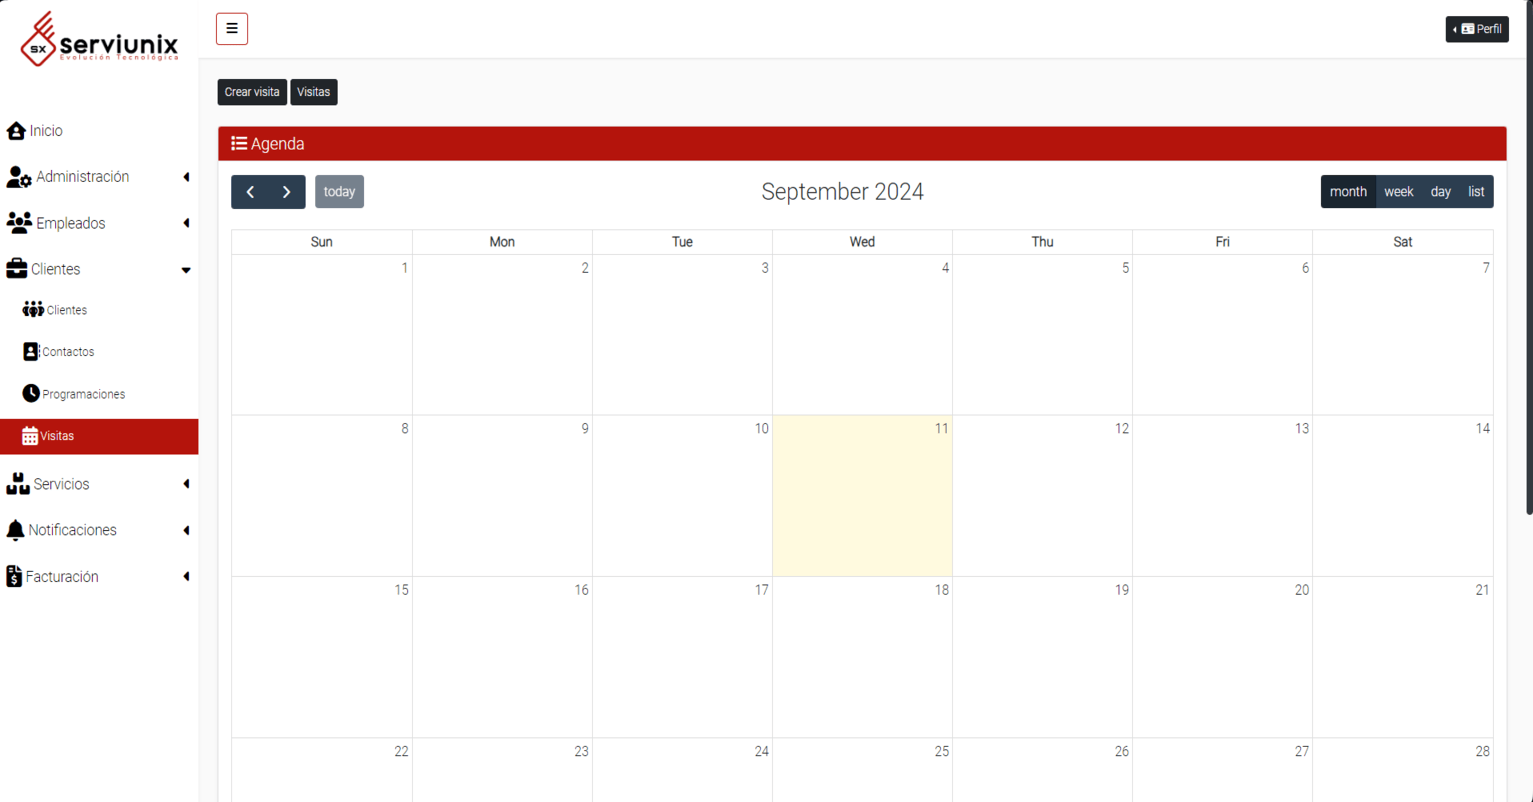 SX serviunix
Evolución Tecnológica
Perfil
Crear visita
Visitas
Inicio
Administración
Empleados
Clientes
Clientes
Contactos
Programaciones
Visitas
Servicios
Notificaciones
Facturación
Agenda
today
September 2024
month week day list
Sun Mon Tue Wed Thu Fri Sat
1 2 3 4 5 6 7
8 9 10 11 12 13 14
15 16 17 18 19 20 21
22 23 24 25 26 27 28